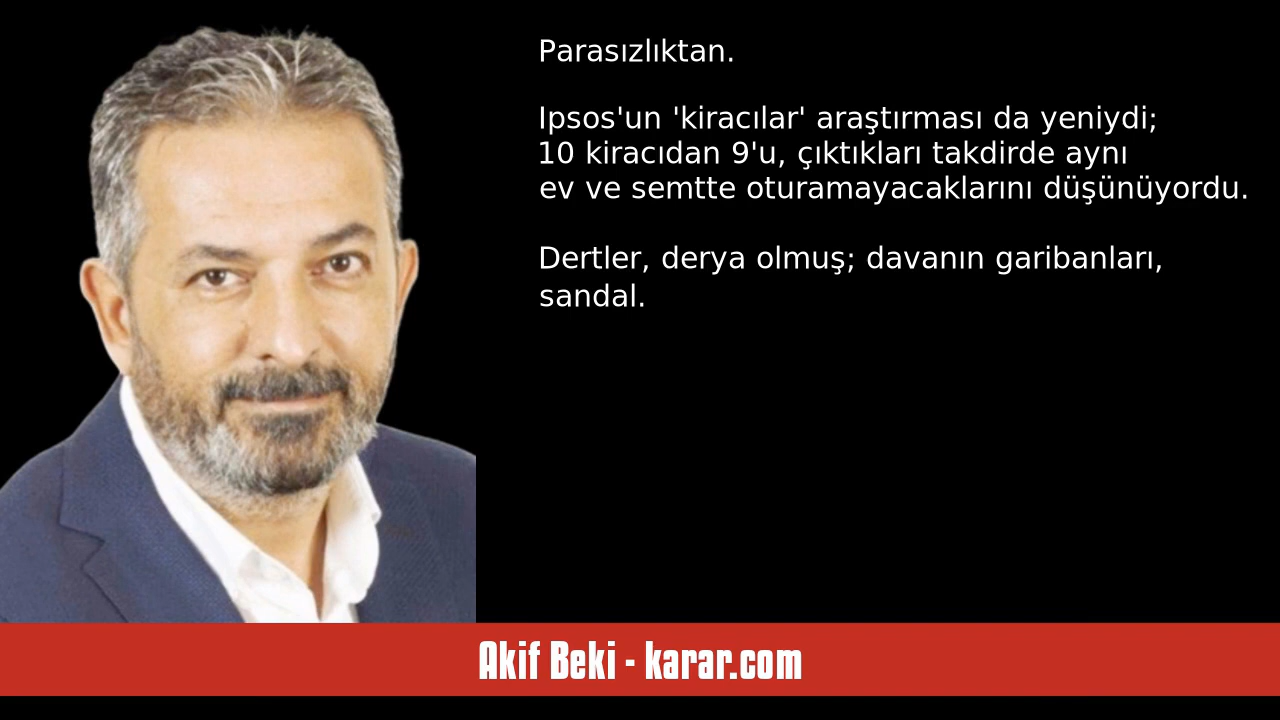 Parasızlıktan.
Ipsos'un 'kiracılar' araştırması da yeniydi;
10 kiracıdan 9'u, çıktıkları takdirde aynı
ev ve semtte oturamayacaklarını düşünüyordu.
Dertler, derya olmuş; davanın garibanları,
sandal.
Akif Beki - karar.com